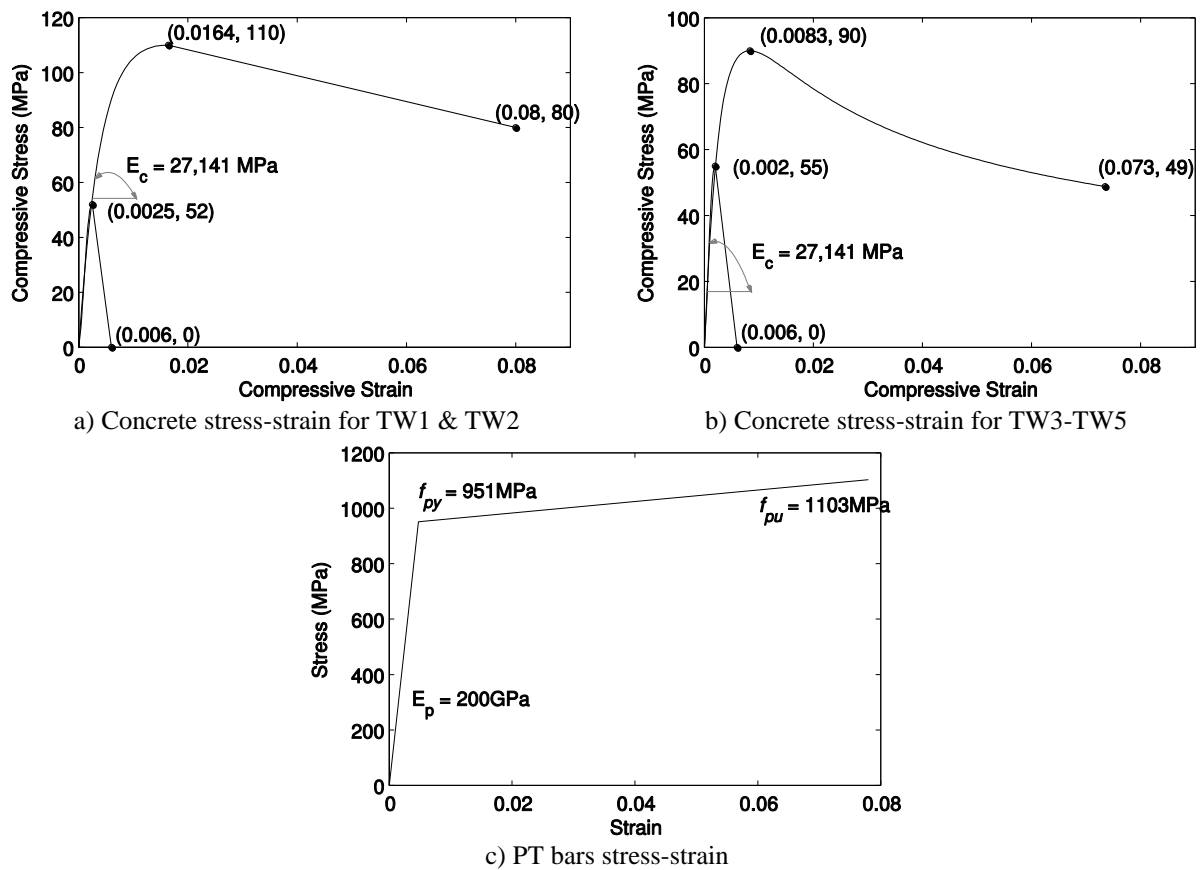 120
100
80
60
40
20
0
Compressive Stress (MPa)
(0.0164, 110)
(0.08, 80)
E_c = 27,141 MPa
(0.0025, 52)
(0.006, 0)
0 0.02 0.04 0.06 0.08
Compressive Strain
a) Concrete stress-strain for TW1 & TW2
100
80
60
40
20
0
Compressive Stress (MPa)
(0.0083, 90)
(0.002, 55)
(0.073, 49)
E_c = 27,141 MPa
(0.006, 0)
0 0.02 0.04 0.06 0.08
Compressive Strain
b) Concrete stress-strain for TW3-TW5
1200
1000
800
600
400
200
0
Stress (MPa)
f_py = 951MPa
f_pu = 1103MPa
E_p = 200GPa
0 0.02 0.04 0.06 0.08
Strain
c) PT bars stress-strain